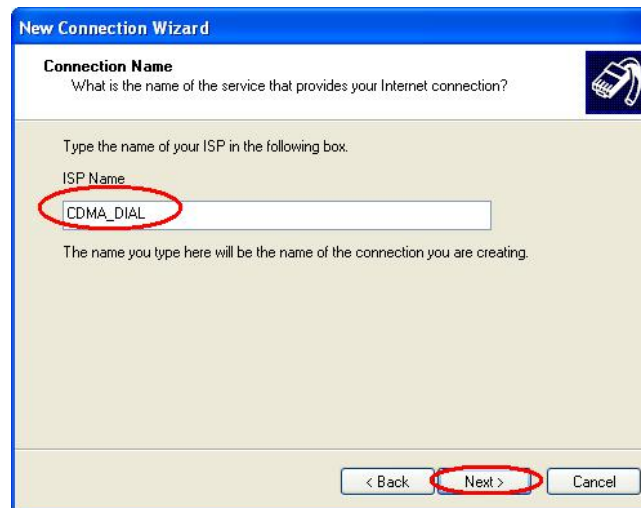 New Connection Wizard
Connection Name
What is the name of the service that provides your Internet connection?
Type the name of your ISP in the following box.
ISP Name
CDMA_DIAL
The name you type here will be the name of the connection you are creating.
< Back Next > Cancel